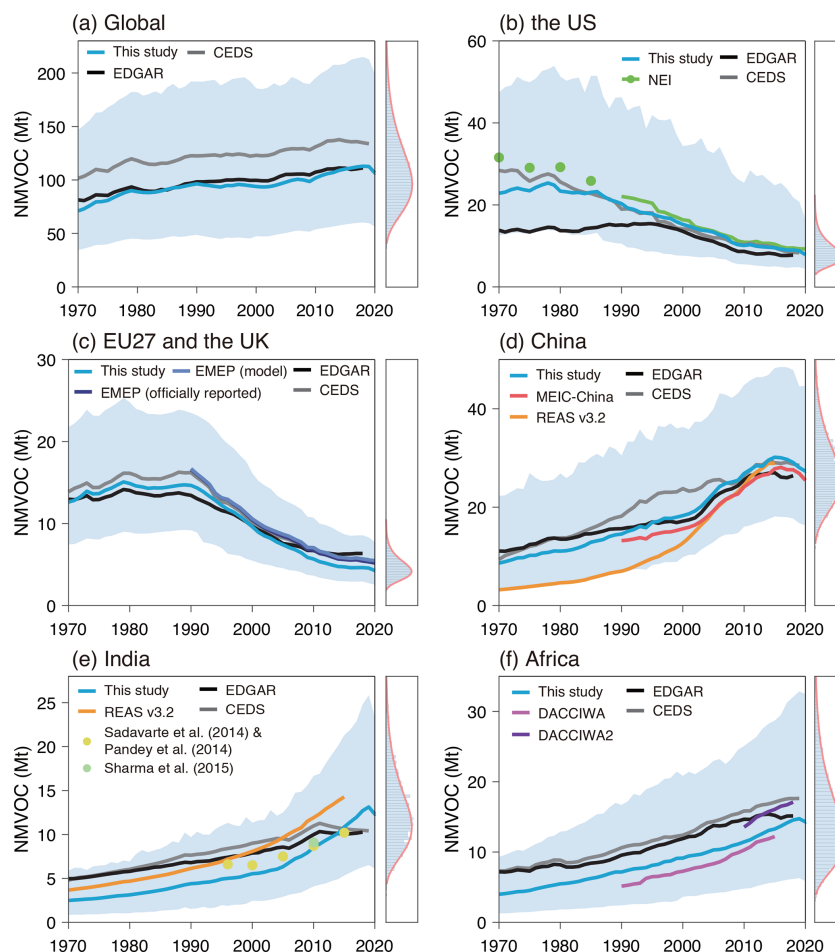 (a) Global
This study
CEDS
EDGAR
NMVOC (Mt)
200
150
100
50
0
1970 1980 1990 2000 2010 2020
(b) the US
This study
EDGAR
NEI
CEDS
NMVOC (Mt)
60
40
20
0
1970 1980 1990 2000 2010 2020
(c) EU27 and the UK
This study
EMEP (model)
EDGAR
EMEP (officially reported)
CEDS
NMVOC (Mt)
30
20
10
0
1970 1980 1990 2000 2010 2020
(d) China
This study
EDGAR
MEIC-China
CEDS
REAS v3.2
NMVOC (Mt)
40
20
0
1970 1980 1990 2000 2010 2020
(e) India
This study
EDGAR
REAS v3.2
CEDS
Sadavarte et al. (2014) &
Pandey et al. (2014)
Sharma et al. (2015)
NMVOC (Mt)
25
20
15
10
5
0
1970 1980 1990 2000 2010 2020
(f) Africa
This study
EDGAR
DACCIWA
CEDS
DACCIWA2
NMVOC (Mt)
30
20
10
0
1970 1980 1990 2000 2010 2020